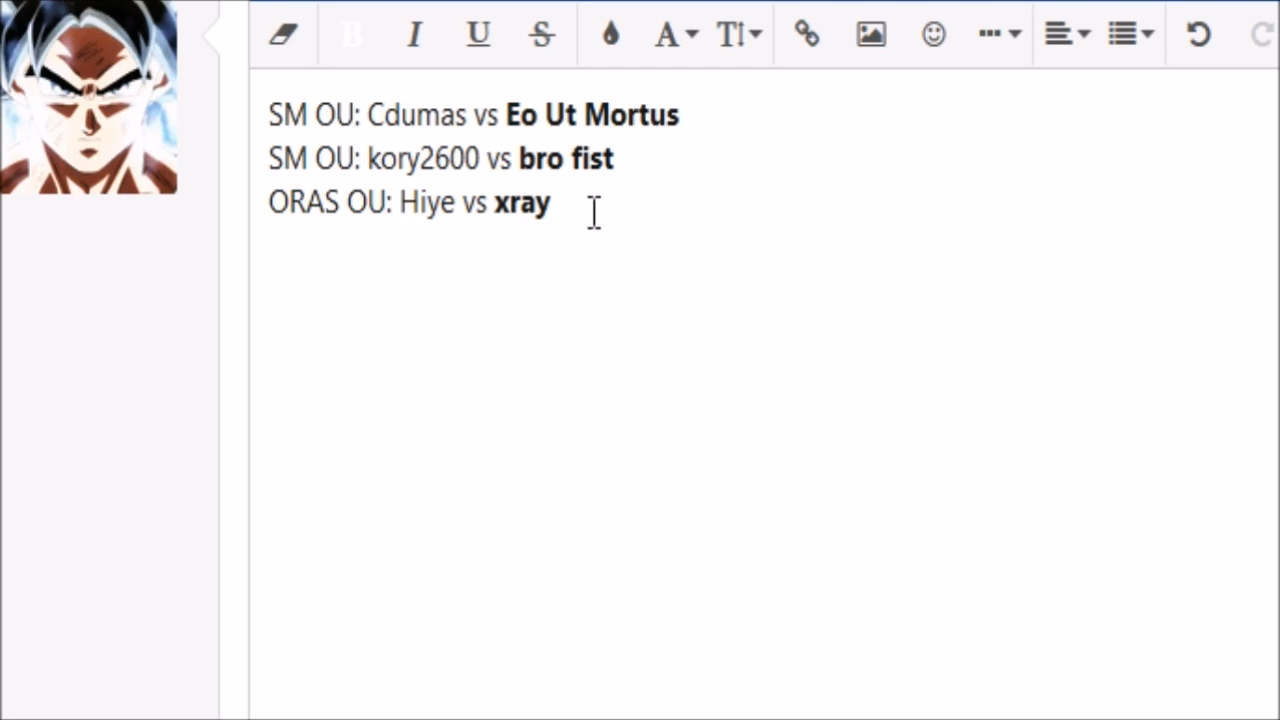 SM OU: Cdumas vs Eo Ut Mortus
SM OU: kory2600 vs bro fist
ORAS OU: Hiye vs xray